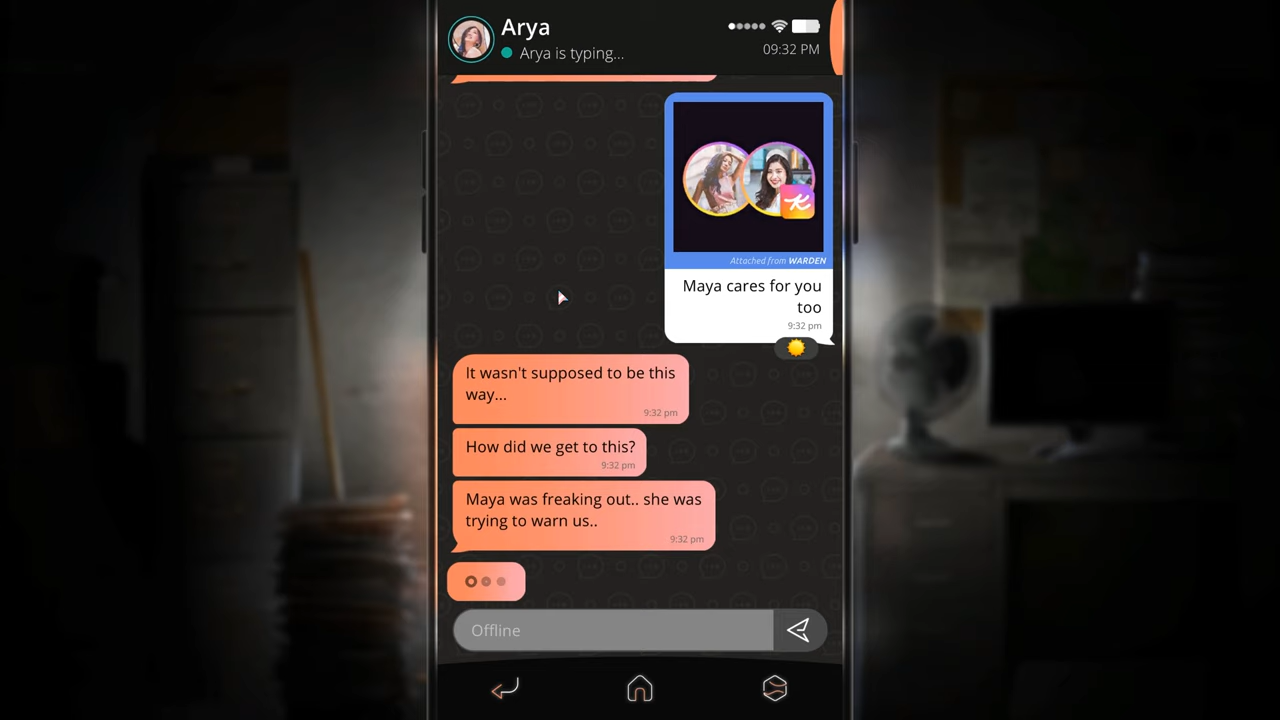 Arya
Arya is typing...
09:32 PM
Attached from WARDEN
Maya cares for you
too
9:32 pm
It wasn't supposed to be this
way...
9:32 pm
How did we get to this?
9:32 pm
Maya was freaking out.. she was
trying to warn us..
9:32 pm
Offline